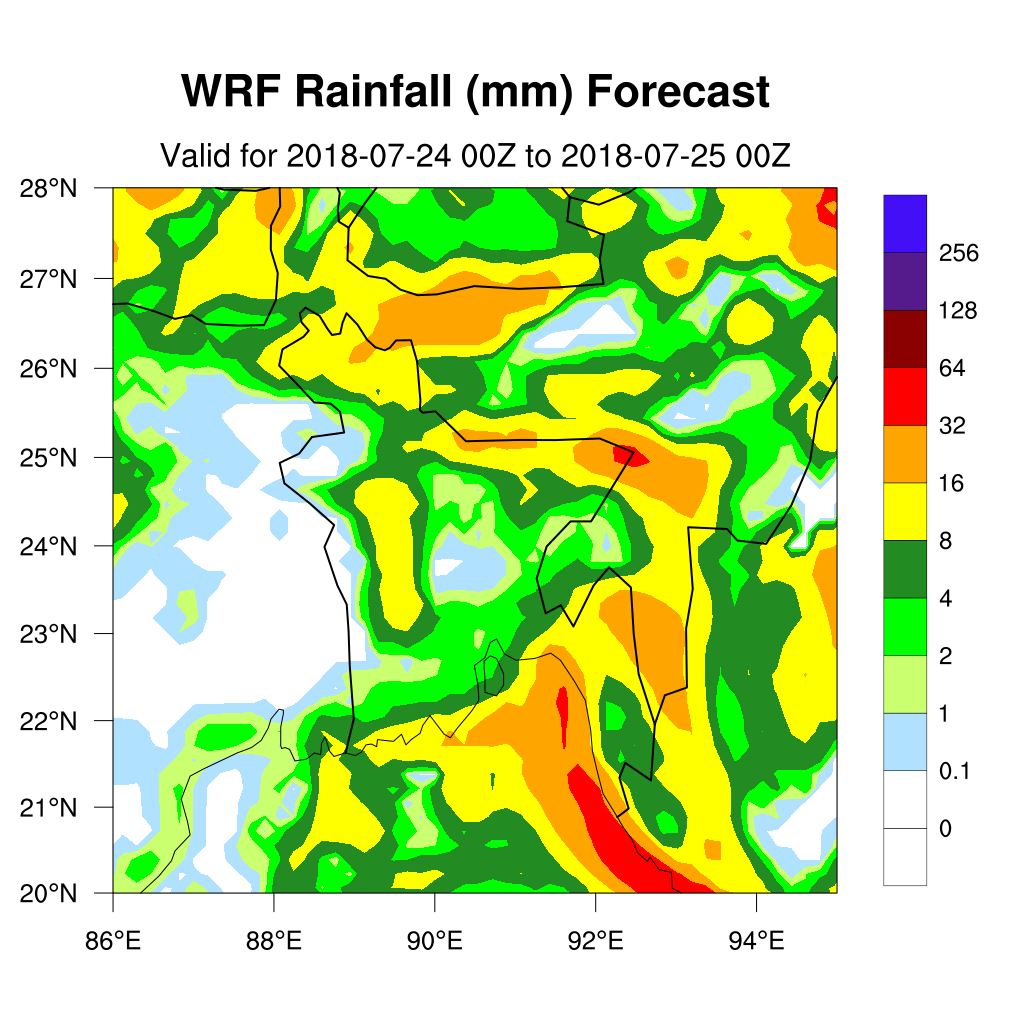 WRF Rainfall (mm) Forecast
Valid for 2018-07-24 00Z to 2018-07-25 00Z
28°N
27°N
26°N
25°N
24°N
23°N
22°N
21°N
20°N
86°E 88°E 90°E 92°E 94°E
256
128
64
32
16
8
4
2
1
0.1
0